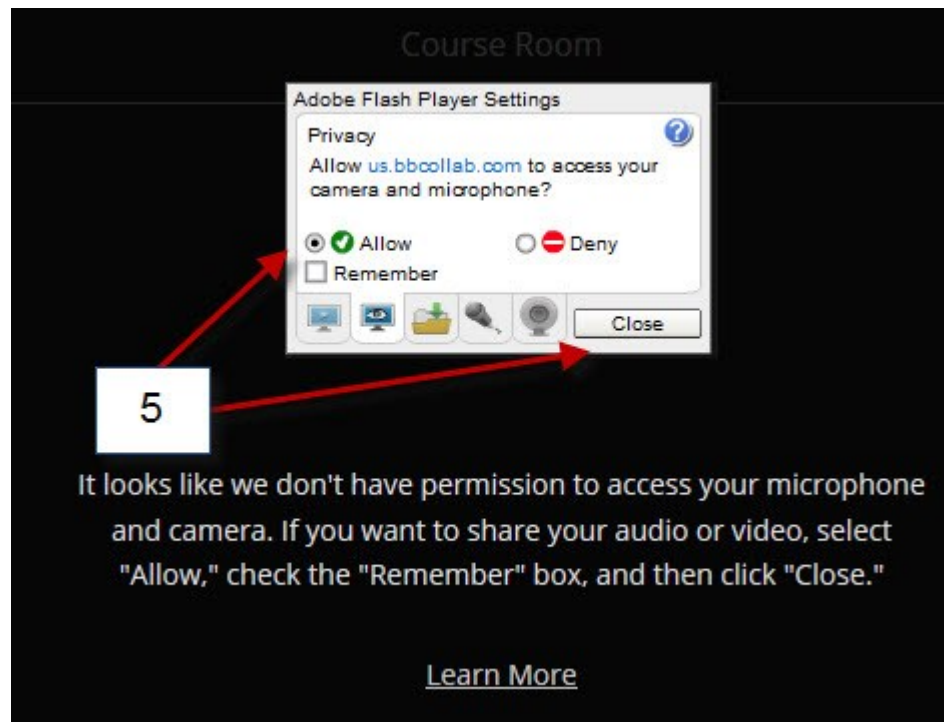 Course Room
Adobe Flash Player Settings
Privacy
Allow us.bbcollab.com to access your
camera and microphone?
Allow Deny
Remember
Close
5
It looks like we don't have permission to access your microphone
and camera. If you want to share your audio or video, select
"Allow," check the "Remember" box, and then click "Close."
Learn More